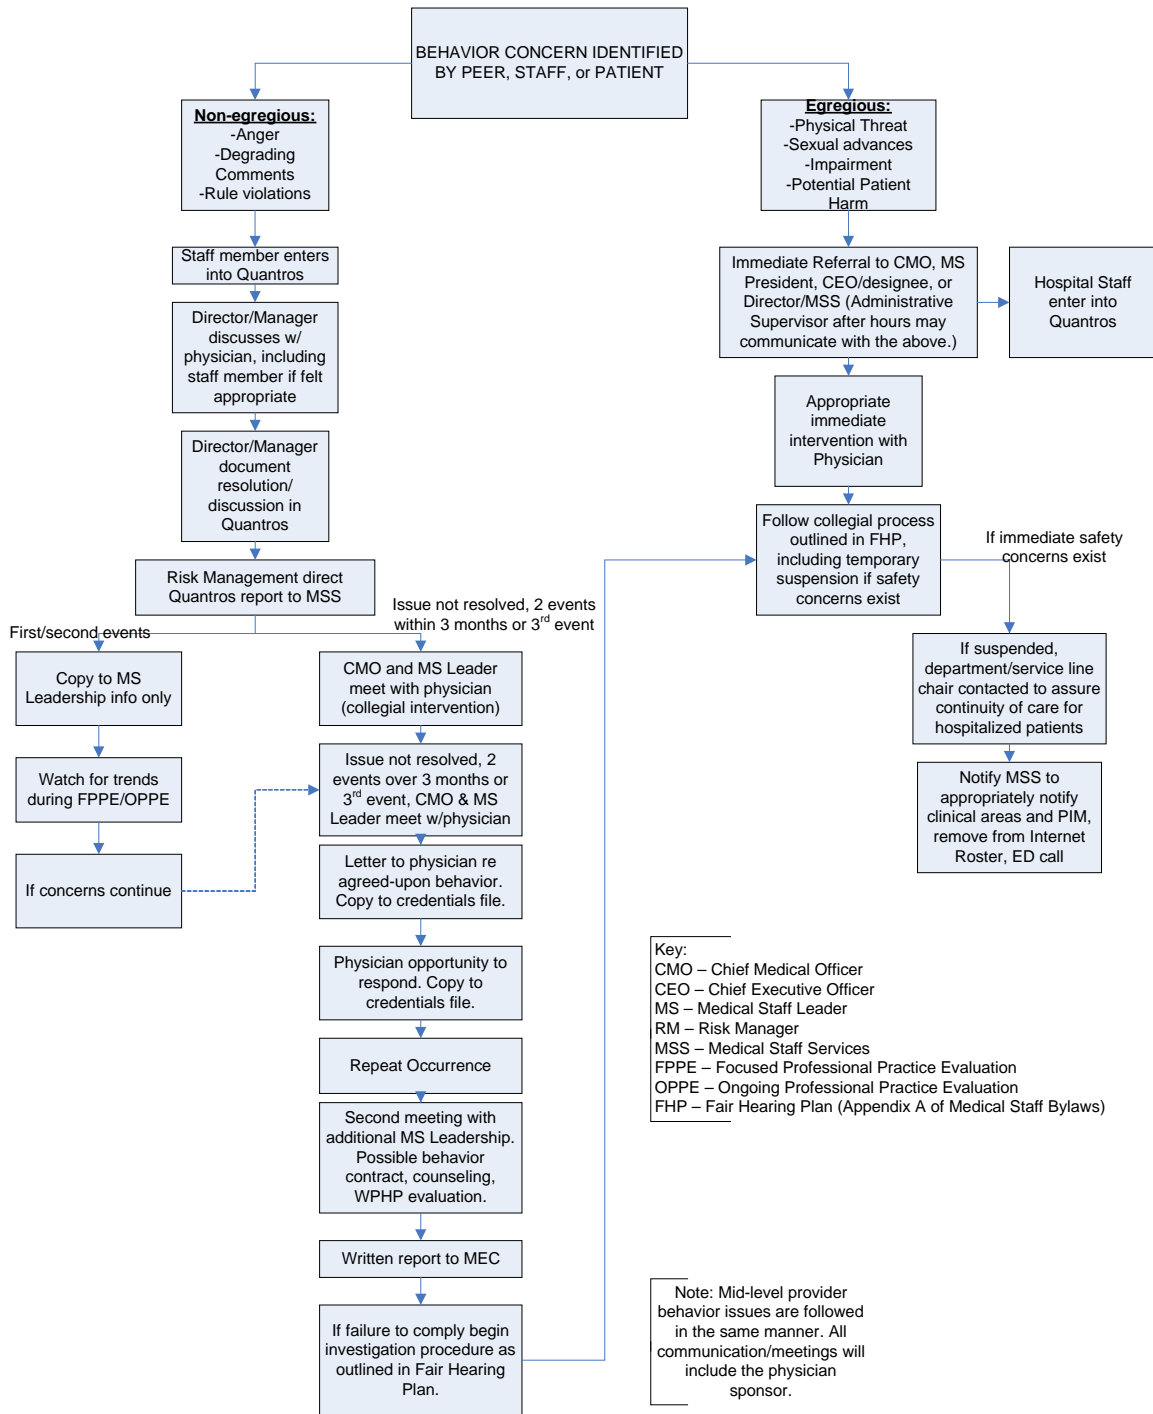 BEHAVIOR CONCERN IDENTIFIED
BY PEER, STAFF, or PATIENT
Non-egregious:
-Anger
-Degrading
Comments
-Rule violations
Egregious:
-Physical Threat
-Sexual advances
-Impairment
-Potential Patient
Harm
Staff member enters
into Quantros
Immediate Referral to CMO, MS
President, CEO/designee, or
Director/MSS (Administrative
Supervisor after hours may
communicate with the above.)
Hospital Staff
enter into
Quantros
Director/Manager
discusses w/
physician, including
staff member if felt
appropriate
Appropriate
immediate
intervention with
Physician
Director/Manager
document
resolution/
discussion in
Quantros
Follow collegial process
outlined in FHP,
including temporary
suspension if safety
concerns exist
If immediate safety
concerns exist
Risk Management direct
Quantros report to MSS
Issue not resolved, 2 events
within 3 months or 3rd event
First/second events
Copy to MS
Leadership info only
CMO and MS Leader
meet with physician
(collegial intervention)
If suspended,
department/service line
chair contacted to assure
continuity of care for
hospitalized patients
Watch for trends
during FPPE/OPPE
Issue not resolved, 2
events over 3 months or
3rd event, CMO & MS
Leader meet w/physician
Notify MSS to
appropriately notify
clinical areas and PIM,
remove from Internet
Roster, ED call
If concerns continue
Letter to physician re
agreed-upon behavior.
Copy to credentials file.
Physician opportunity to
respond. Copy to
credentials file.
Key:
CMO – Chief Medical Officer
CEO – Chief Executive Officer
MS – Medical Staff Leader
RM – Risk Manager
MSS – Medical Staff Services
FPPE – Focused Professional Practice Evaluation
OPPE – Ongoing Professional Practice Evaluation
FHP – Fair Hearing Plan (Appendix A of Medical Staff Bylaws)
Repeat Occurrence
Second meeting with
additional MS Leadership.
Possible behavior
contract, counseling,
WPHP evaluation.
Written report to MEC
If failure to comply begin
investigation procedure as
outlined in Fair Hearing
Plan.
Note: Mid-level provider
behavior issues are followed
in the same manner. All
communication/meetings will
include the physician
sponsor.